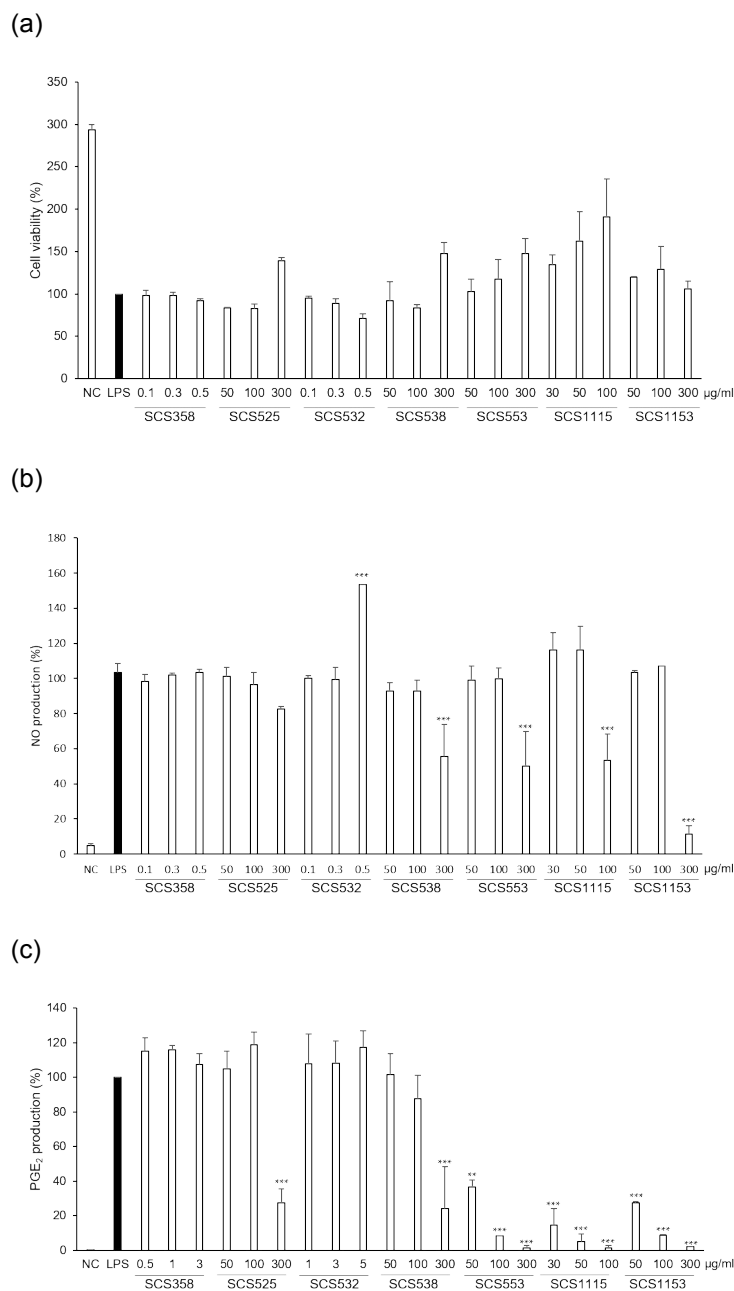 (a)
350
300
250
200
150
100
50
0
Cell viability (%)
NC LPS 0.1 0.3 0.5 50 100 300 0.1 0.3 0.5 50 100 300 50 100 300 30 50 100 50 100 300 µg/ml
SCS358 SCS525 SCS532 SCS538 SCS553 SCS1115 SCS1153
(b)
180
160
140
120
100
80
60
40
20
0
NO production (%)
***
***
***
***
***
NC LPS 0.1 0.3 0.5 50 100 300 0.1 0.3 0.5 50 100 300 50 100 300 30 50 100 50 100 300 µg/ml
SCS358 SCS525 SCS532 SCS538 SCS553 SCS1115 SCS1153
(c)
140
120
100
80
60
40
20
0
PGE₂ production (%)
*** *** ** *** *** *** *** *** *** *** ***
NC LPS 0.5 1 3 50 100 300 1 3 5 50 100 300 50 100 300 30 50 100 50 100 300 µg/ml
SCS358 SCS525 SCS532 SCS538 SCS553 SCS1115 SCS1153